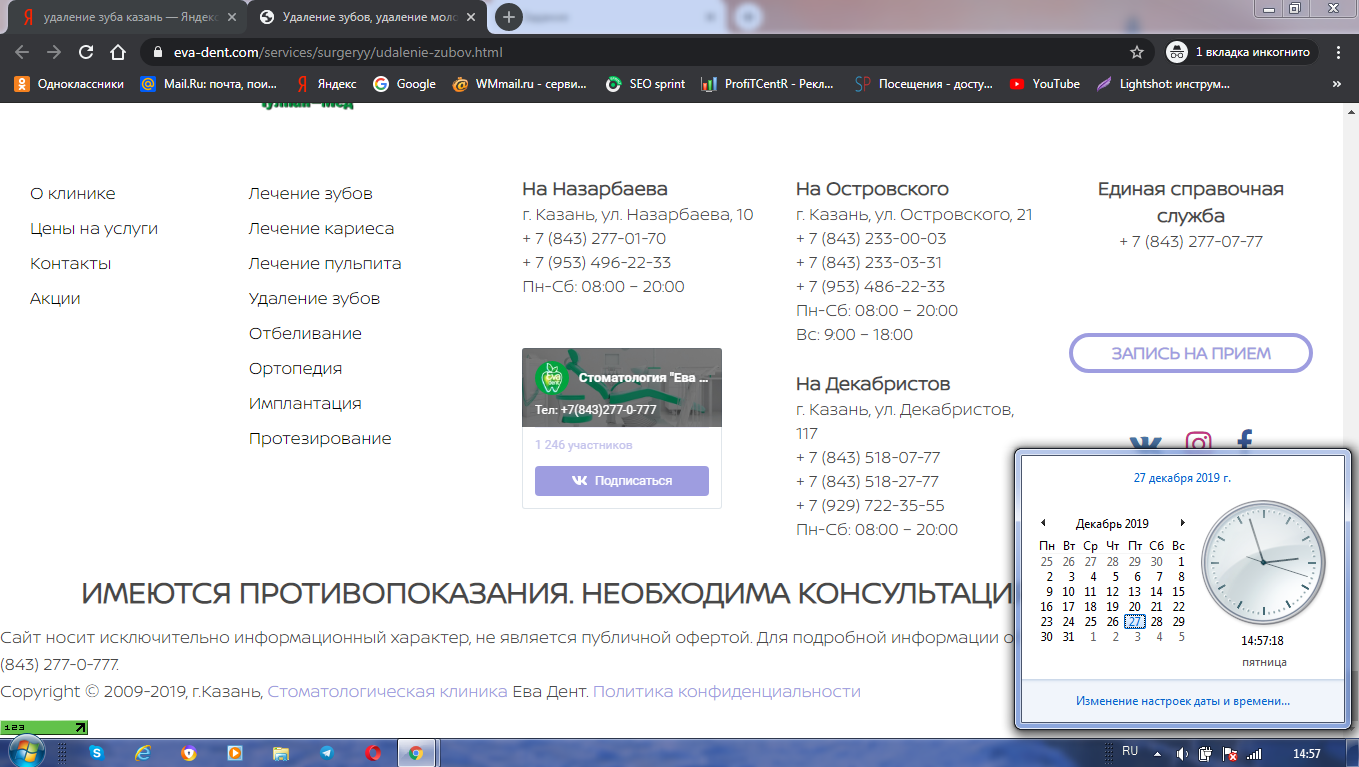 удаление зуба казань — Яндекс
Удаление зубов, удаление моло
eva-dent.com/services/surgeryy/udalenie-zubov.html
1 вкладка инкогнито
Одноклассники
Mail.Ru: почта, пои...
Яндекс
Google
WMmail.ru - серви...
SEO sprint
ProfitCentR - Рекл...
Посещения - досту...
YouTube
Lightshot: инструм...
»
О клинике
Цены на услуги
Контакты
Акции
Лечение зубов
Лечение кариеса
Лечение пульпита
Удаление зубов
Отбеливание
Ортопедия
Имплантация
Протезирование
На Назарбаева
г. Казань, ул. Назарбаева, 10
+ 7 (843) 277-01-70
+ 7 (953) 496-22-33
Пн-Сб: 08:00 – 20:00
Eva Dent
Стоматология "Ева ...
Тел: +7(843)277-0-777
1 246 участников
Подписаться
На Островского
г. Казань, ул. Островского, 21
+ 7 (843) 233-00-03
+ 7 (843) 233-03-31
+ 7 (953) 486-22-33
Пн-Сб: 08:00 – 20:00
Вс: 9:00 – 18:00
На Декабристов
г. Казань, ул. Декабристов,
117
+ 7 (843) 518-07-77
+ 7 (843) 518-27-77
+ 7 (929) 722-35-55
Пн-Сб: 08:00 – 20:00
Единая справочная
служба
+ 7 (843) 277-07-77
ЗАПИСЬ НА ПРИЕМ
ИМЕЮТСЯ ПРОТИВОПОКАЗАНИЯ. НЕОБХОДИМА КОНСУЛЬТАЦИ
Сайт носит исключительно информационный характер, не является публичной офертой. Для подробной информации о
(843) 277-0-777.
Copyright © 2009-2019, г.Казань, Стоматологическая клиника Ева Дент. Политика конфиденциальности
123
27 декабря 2019 г.
Декабрь 2019
Пн Вт Ср Чт Пт Сб Вс
25 26 27 28 29 30 1
2 3 4 5 6 7 8
9 10 11 12 13 14 15
16 17 18 19 20 21 22
23 24 25 26 27 28 29
30 31 1 2 3 4 5
14:57:18
пятница
Изменение настроек даты и времени...
RU
14:57